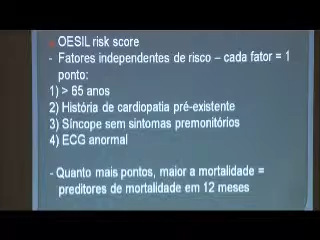 OESIL risk score
- Fatores independentes de risco – cada fator = 1
ponto:
1) > 65 anos
2) História de cardiopatia pré-existente
3) Síncope sem sintomas premonitórios
4) ECG anormal
- Quanto mais pontos, maior a mortalidade =
preditores de mortalidade em 12 meses